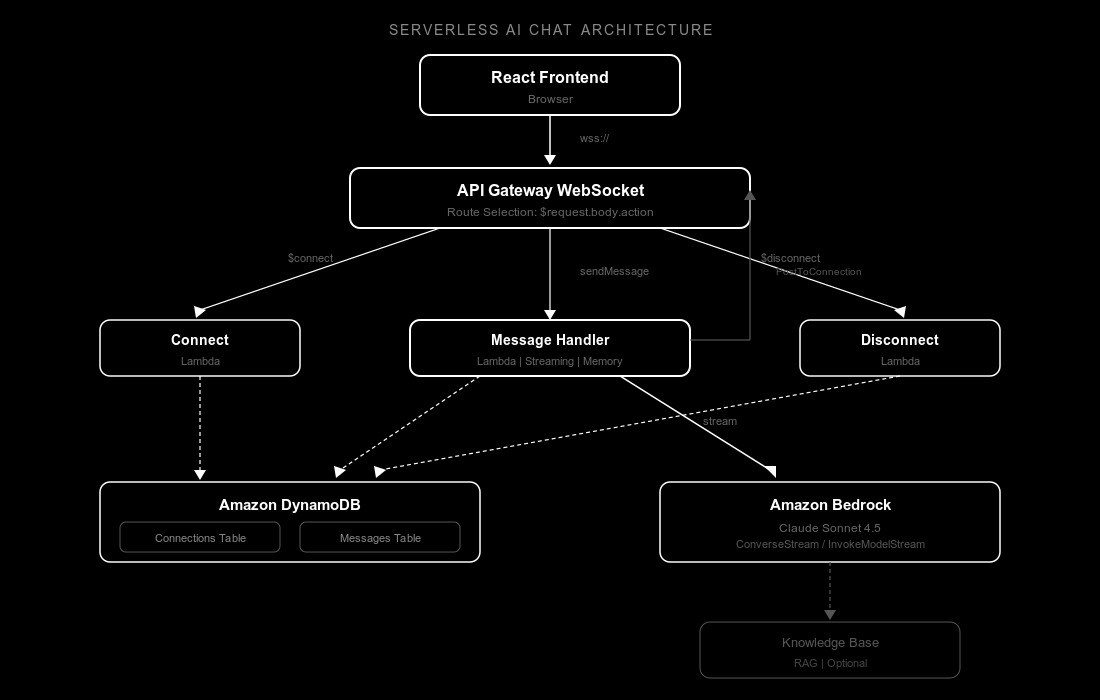 SERVERLESS AI CHAT ARCHITECTURE
React Frontend
Browser
wss://
API Gateway WebSocket
Route Selection: $request.body.action
$connect
sendMessage
$disconnect
PostToConnection
Connect
Lambda
Message Handler
Lambda | Streaming | Memory
Disconnect
Lambda
stream
Amazon DynamoDB
Connections Table
Messages Table
Amazon Bedrock
Claude Sonnet 4.5
ConverseStream / InvokeModelStream
Knowledge Base
RAG | Optional